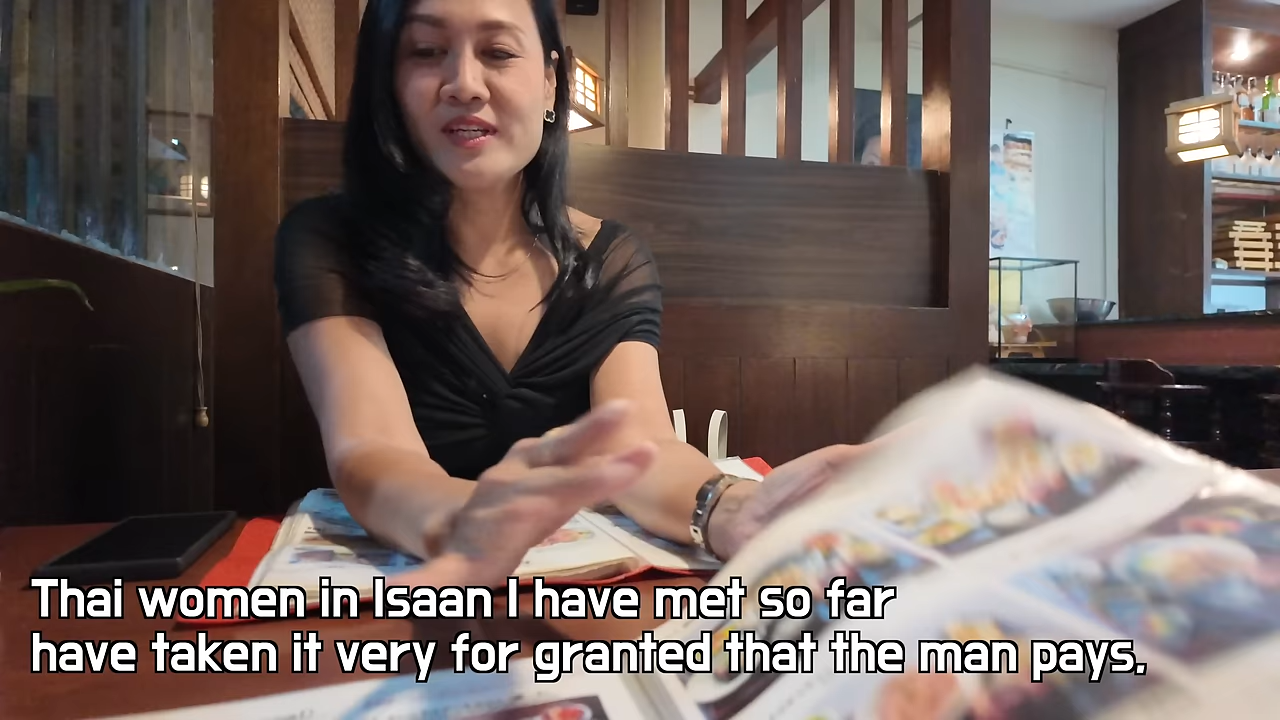 Thai women in Isaan I have met so far
have taken it very for granted that the man pays.